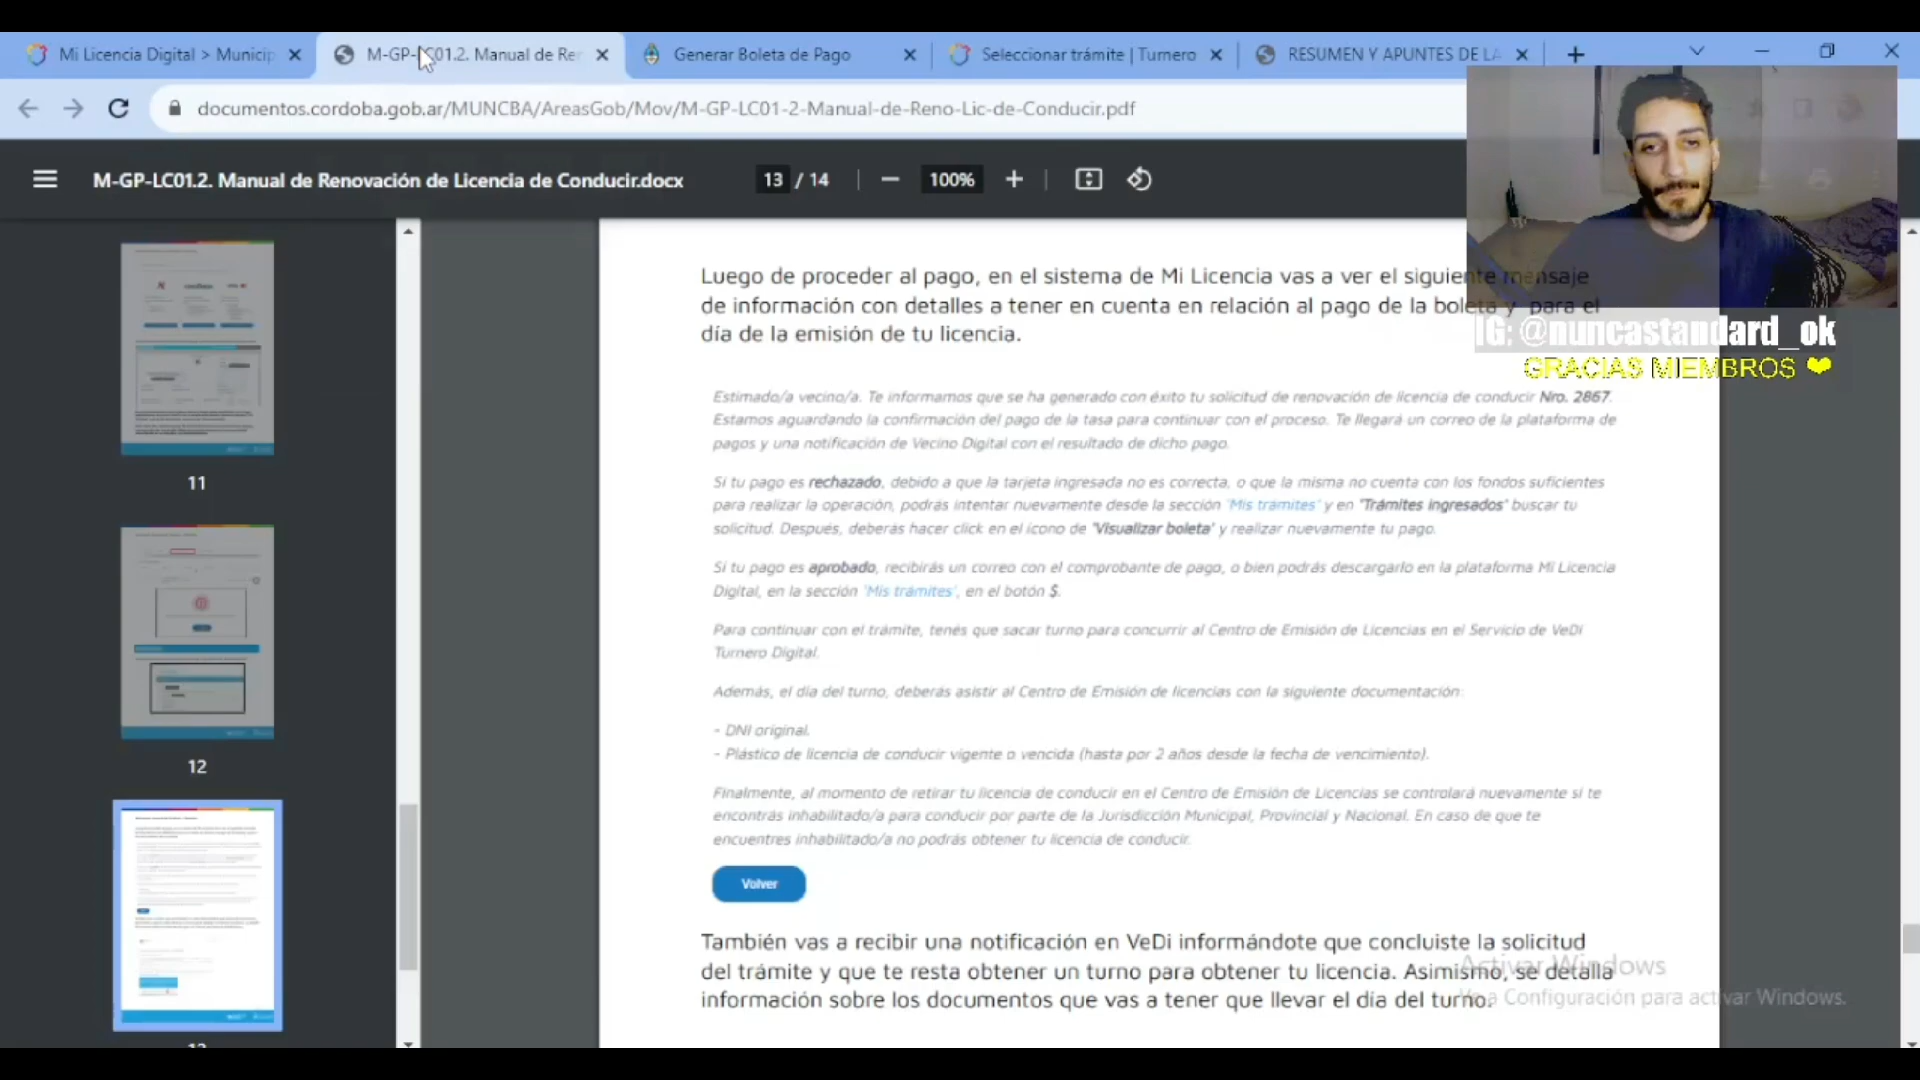 Mi Licencia Digital > Municip
M-GP-LC01.2. Manual de Ren
Generar Boleta de Pago
Seleccionar trámite | Turnero
RESUMEN Y APUNTES DE LA
documentos.cordoba.gob.ar/MUNCBA/AreasGob/Mov/M-GP-LC01-2-Manual-de-Reno-Lic-de-Conducir.pdf
M-GP-LC01.2. Manual de Renovación de Licencia de Conducir.docx
13 / 14
100%
IG: @nuncastandard_ok
GRACIAS MIEMBROS ❤
11
12
13
Luego de proceder al pago, en el sistema de Mi Licencia vas a ver el siguiente mensaje
de información con detalles a tener en cuenta en relación al pago de la boleta y para el
día de la emisión de tu licencia.
Estimado/a vecino/a. Te informamos que se ha generado con éxito tu solicitud de renovación de licencia de conducir Nro. 2867.
Estamos aguardando la confirmación del pago de la tasa para continuar con el proceso. Te llegará un correo de la plataforma de
pagos y una notificación de Vecino Digital con el resultado de dicho pago.
Si tu pago es rechazado, debido a que la tarjeta ingresada no es correcta, o que la misma no cuenta con los fondos suficientes
para realizar la operación, podrás intentar nuevamente desde la sección "Mis trámites" y en "Trámites ingresados" buscar tu
solicitud. Después, deberás hacer click en el ícono de "Visualizar boleta" y realizar nuevamente tu pago.
Si tu pago es aprobado, recibirás un correo con el comprobante de pago, o bien podrás descargarlo en la plataforma Mi Licencia
Digital, en la sección "Mis trámites", en el botón $.
Para continuar con el trámite, tenés que sacar turno para concurrir al Centro de Emisión de Licencias en el Servicio de VeDi
Turnero Digital.
Además, el día del turno, deberás asistir al Centro de Emisión de licencias con la siguiente documentación:
- DNI original.
- Plástico de licencia de conducir vigente o vencida (hasta por 2 años desde la fecha de vencimiento).
Finalmente, al momento de retirar tu licencia de conducir en el Centro de Emisión de Licencias se controlará nuevamente si te
encontrás inhabilitado/a para conducir por parte de la Jurisdicción Municipal, Provincial y Nacional. En caso de que te
encuentres inhabilitado/a no podrás obtener tu licencia de conducir.
Volver
También vas a recibir una notificación en VeDi informándote que concluiste la solicitud
del trámite y que te resta obtener un turno para obtener tu licencia. Asimismo, se detalla
información sobre los documentos que vas a tener que llevar el día del turno.
Activar Windows
Ve a Configuración para activar Windows.